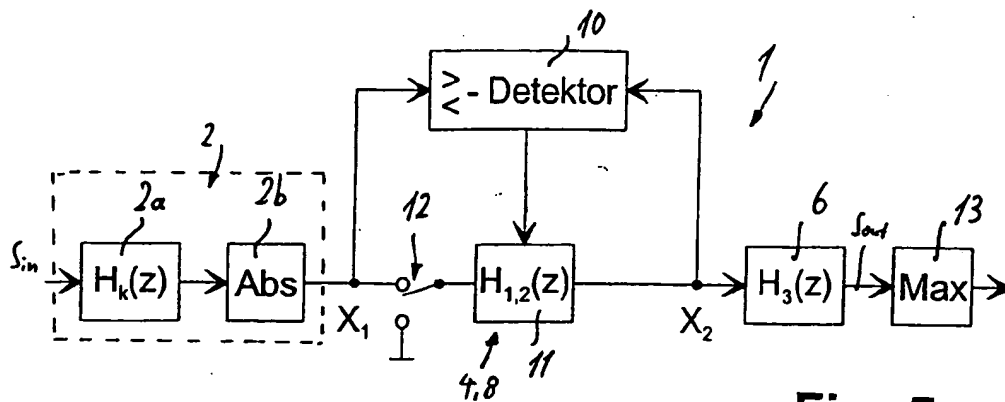 10
1
> < - Detektor
2
2a
2b
12
6
13
S_in
H_k(z)
Abs
X_1
H_1,2(z)
X_2
H_3(z)
S_out
Max
4,8
11